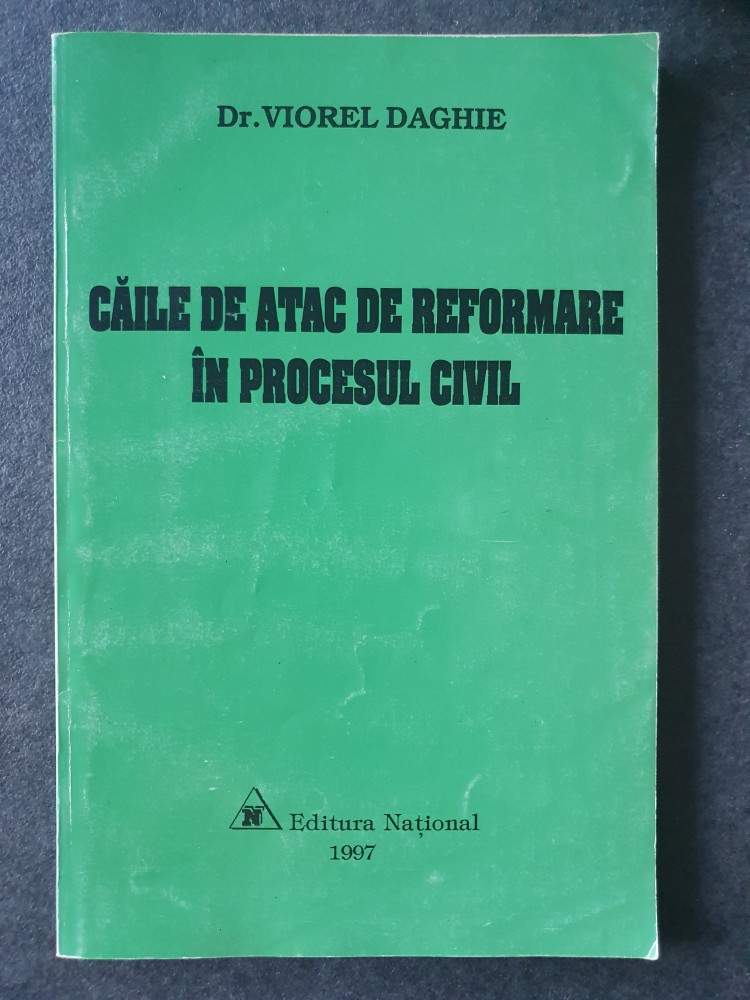 Dr. VIOREL DAGHIE
CĂILE DE ATAC DE REFORMARE
ÎN PROCESUL CIVIL
N Editura Național
1997